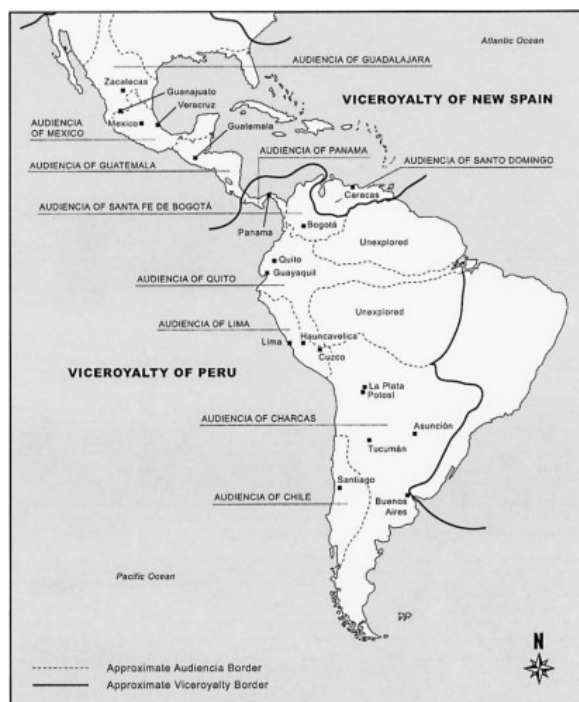 Atlantic Ocean
AUDIENCIA OF GUADALAJARA
Zacatecas
Guanajuato
VICEROYALTY OF NEW SPAIN
Veracruz
AUDIENCIA
OF MEXICO
Mexico
Guatemala
AUDIENCIA OF PANAMA
AUDIENCIA OF SANTO DOMINGO
AUDIENCIA OF GUATEMALA
Caracas
AUDIENCIA OF SANTA FE DE BOGOTÁ
Panama
Bogotá
Unexplored
Quito
Guayaquil
AUDIENCIA OF QUITO
Unexplored
AUDIENCIA OF LIMA
Lima
Hauncavelica
Cuzco
VICEROYALTY OF PERU
La Plata
Potosí
AUDIENCIA OF CHARCAS
Asunción
Tucumán
Santiago
AUDIENCIA OF CHILE
Buenos
Aires
Pacific Ocean
N
Approximate Audiencia Border
Approximate Viceroyalty Border